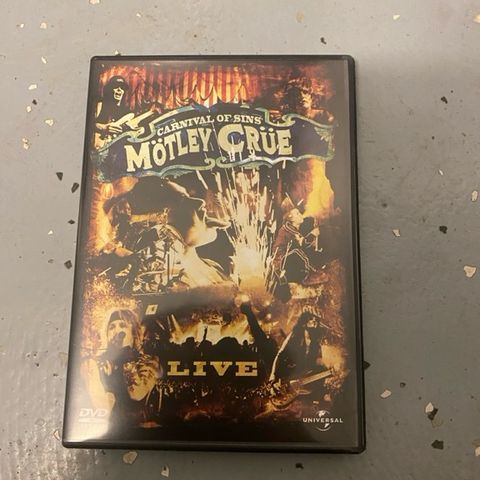 CARNIVAL OF SINS
MÖTLEY CRÜE
LIVE
DVD
UNIVERSAL